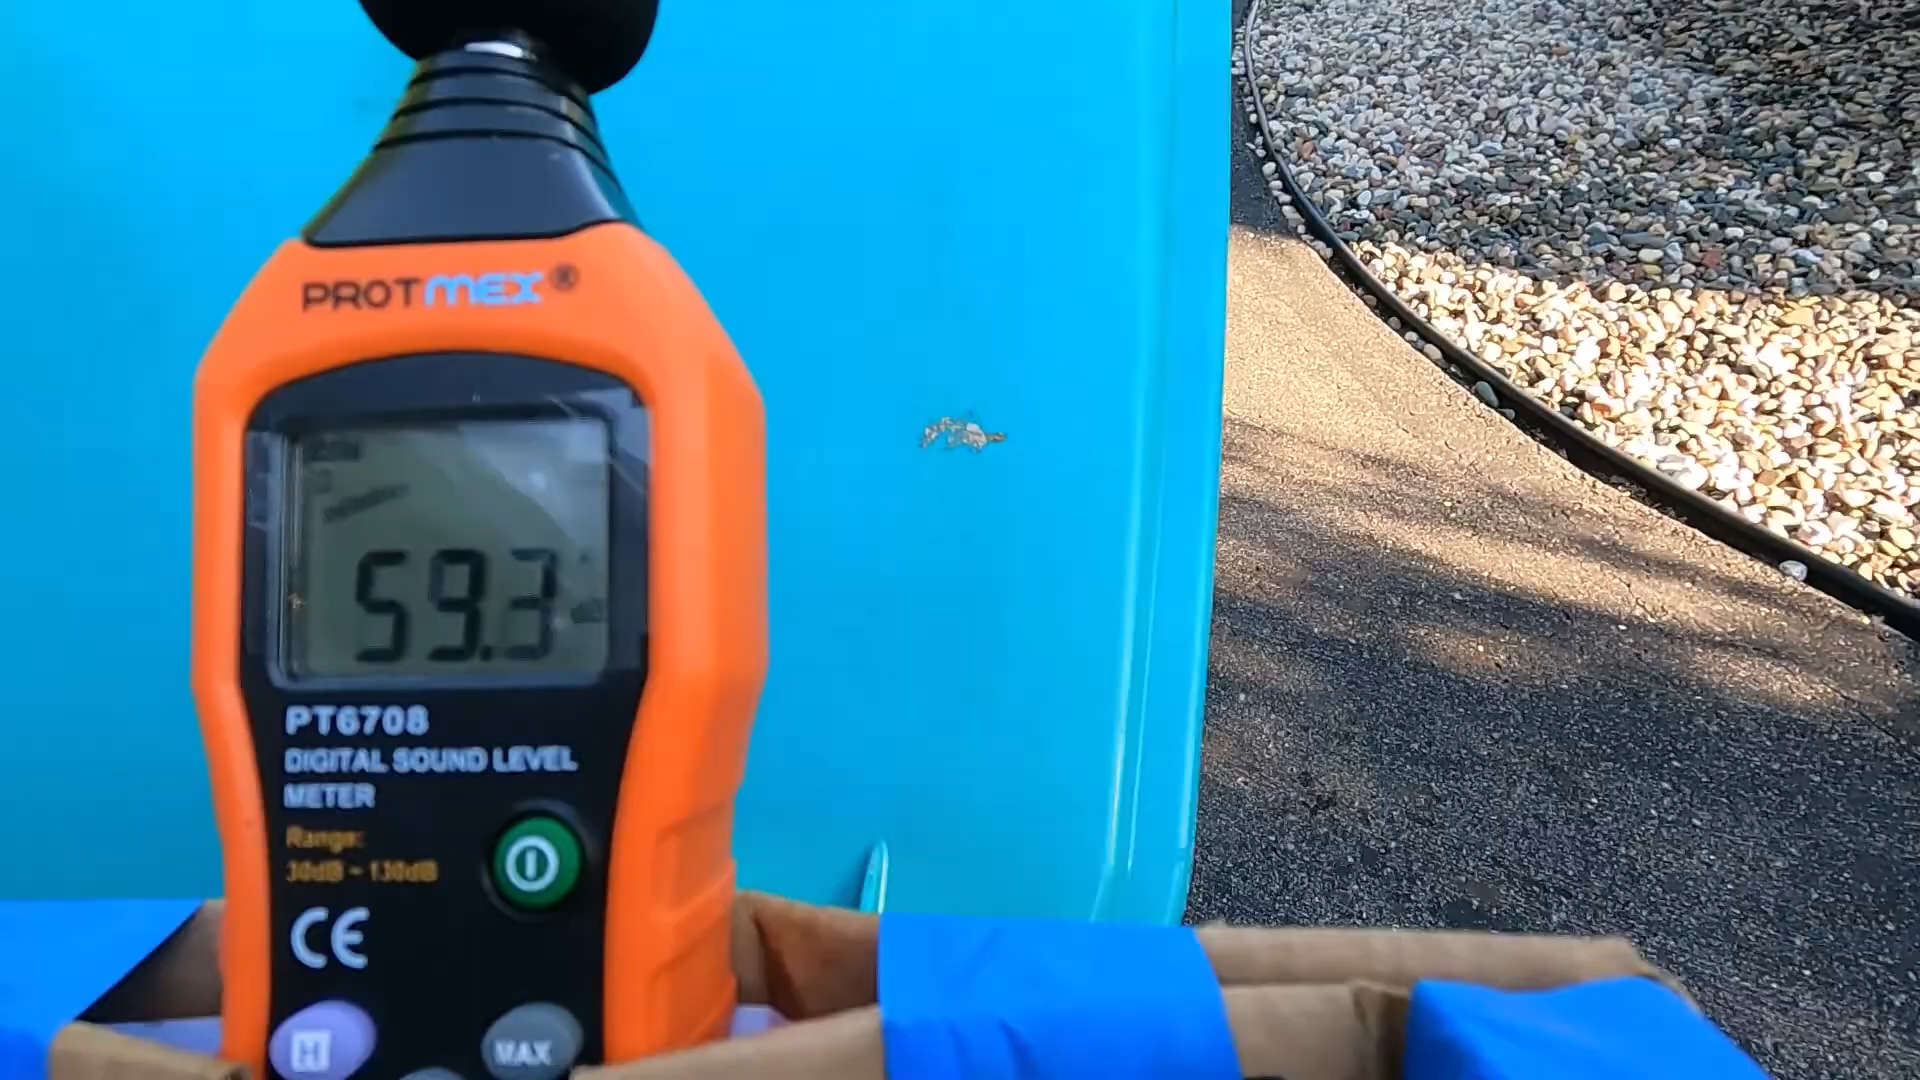 PROTMEX®
59.3
PT6708
DIGITAL SOUND LEVEL
METER
Range:
30dB ~ 130dB
CE
H
MAX